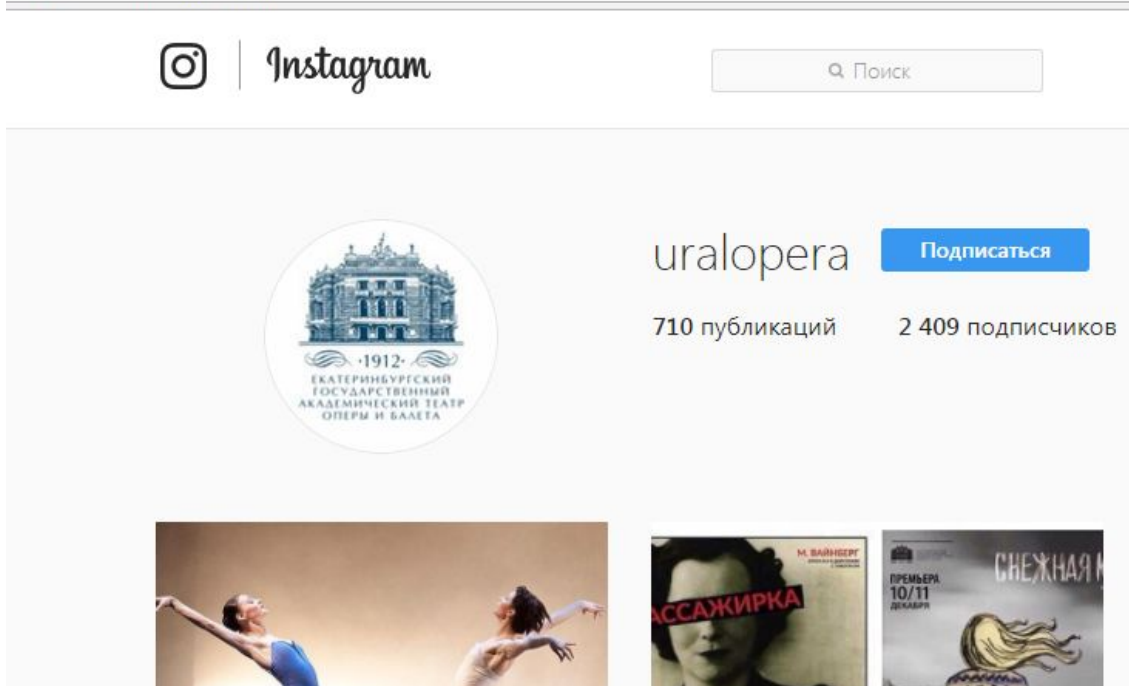 Instagram
Поиск
uralopera
Подписаться
710 публикаций
2 409 подписчиков
·1912·
ЕКАТЕРИНБУРГСКИЙ
ГОСУДАРСТВЕННЫЙ
АКАДЕМИЧЕСКИЙ ТЕАТР
ОПЕРЫ И БАЛЕТА
М. ВАЙНБЕРГ
АССАЖИРКА
ПРЕМЬЕРА
10/11
ДЕКАБРЯ
СНЕЖНАЯ